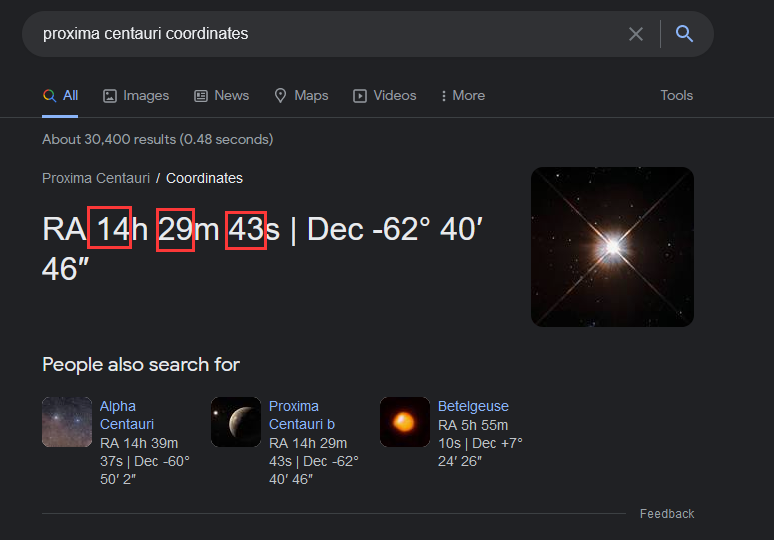 proxima centauri coordinates
All Images News Maps Videos More Tools
About 30,400 results (0.48 seconds)
Proxima Centauri / Coordinates
RA 14h 29m 43s | Dec -62° 40′
46″
People also search for
Alpha
Centauri
RA 14h 39m
37s | Dec -60°
50′ 2″
Proxima
Centauri b
RA 14h 29m
43s | Dec -62°
40′ 46″
Betelgeuse
RA 5h 55m
10s | Dec +7°
24′ 26″
Feedback